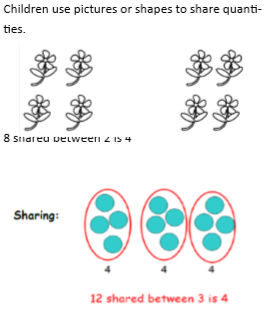 Children use pictures or shapes to share quanti-
ties.
8 shared between 2 is 4
Sharing:
4 4 4
12 shared between 3 is 4